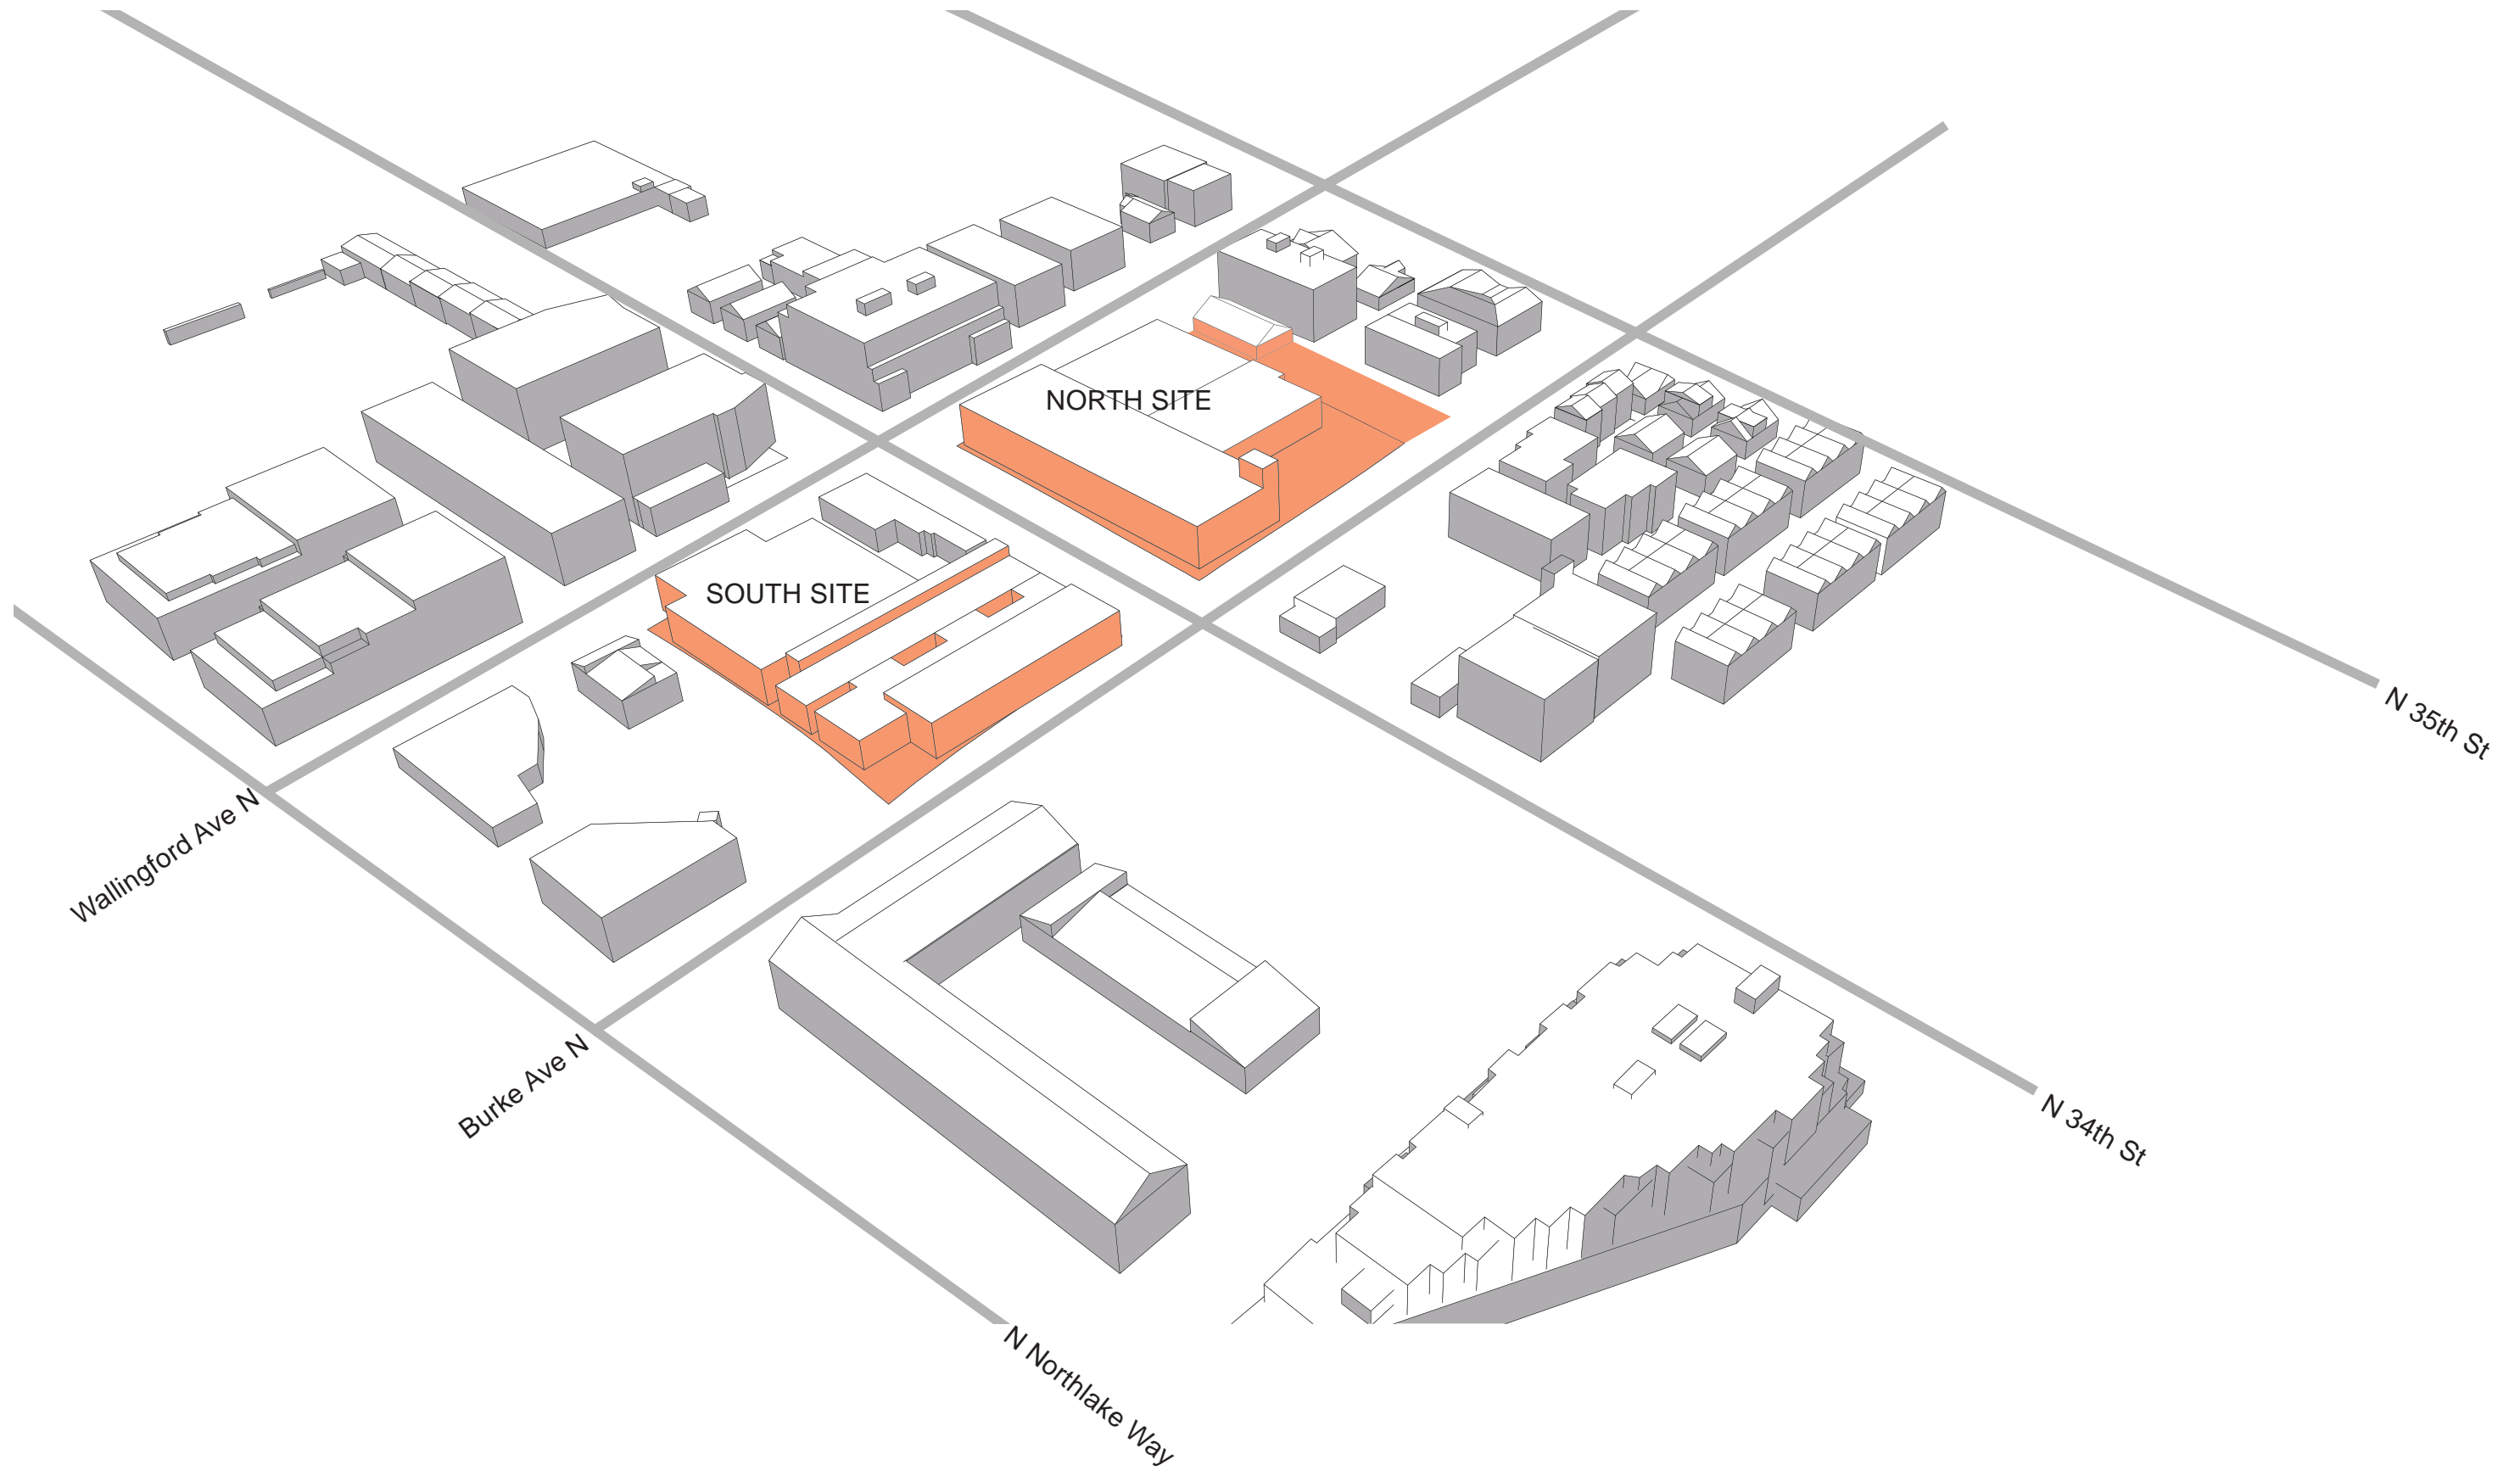 NORTH SITE
SOUTH SITE
N 35th St
Wallingford Ave N
Burke Ave N
N 34th St
N Northlake Way